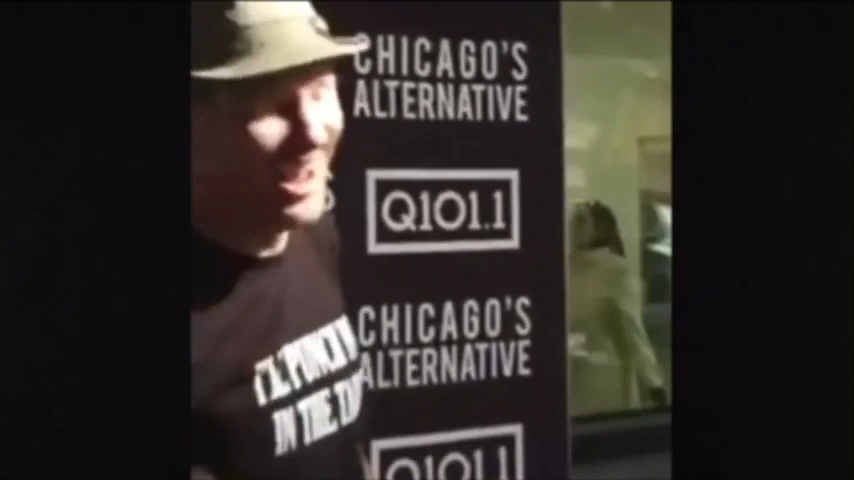 CHICAGO'S
ALTERNATIVE
Q101.1
CHICAGO'S
ALTERNATIVE
Q101.1
IN THE